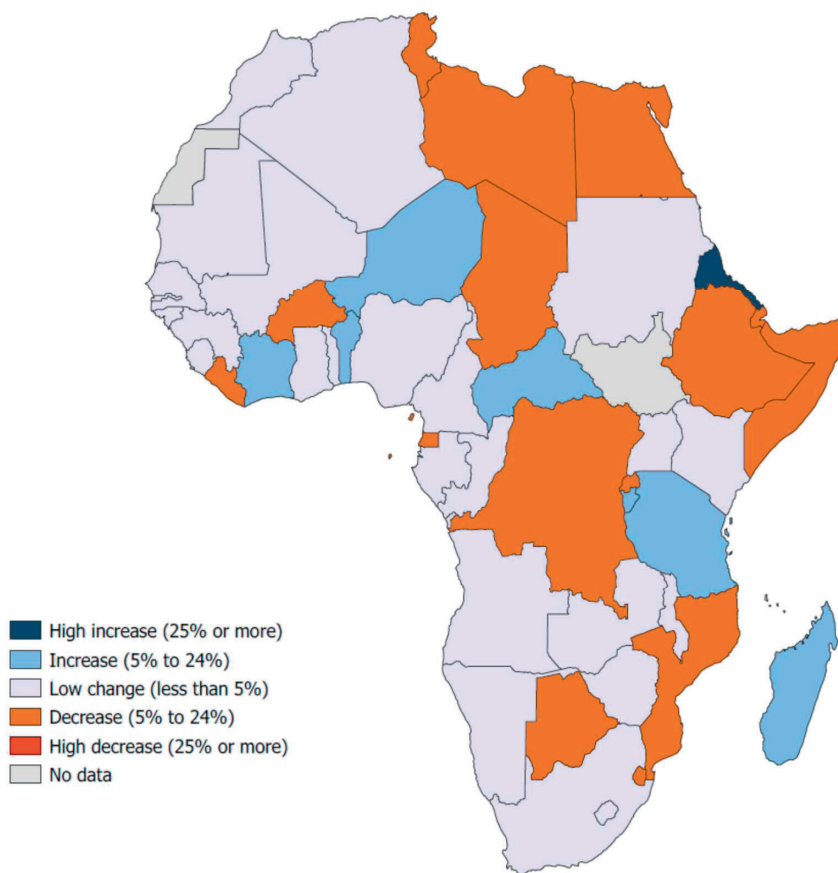 High increase (25% or more)
Increase (5% to 24%)
Low change (less than 5%)
Decrease (5% to 24%)
High decrease (25% or more)
No data